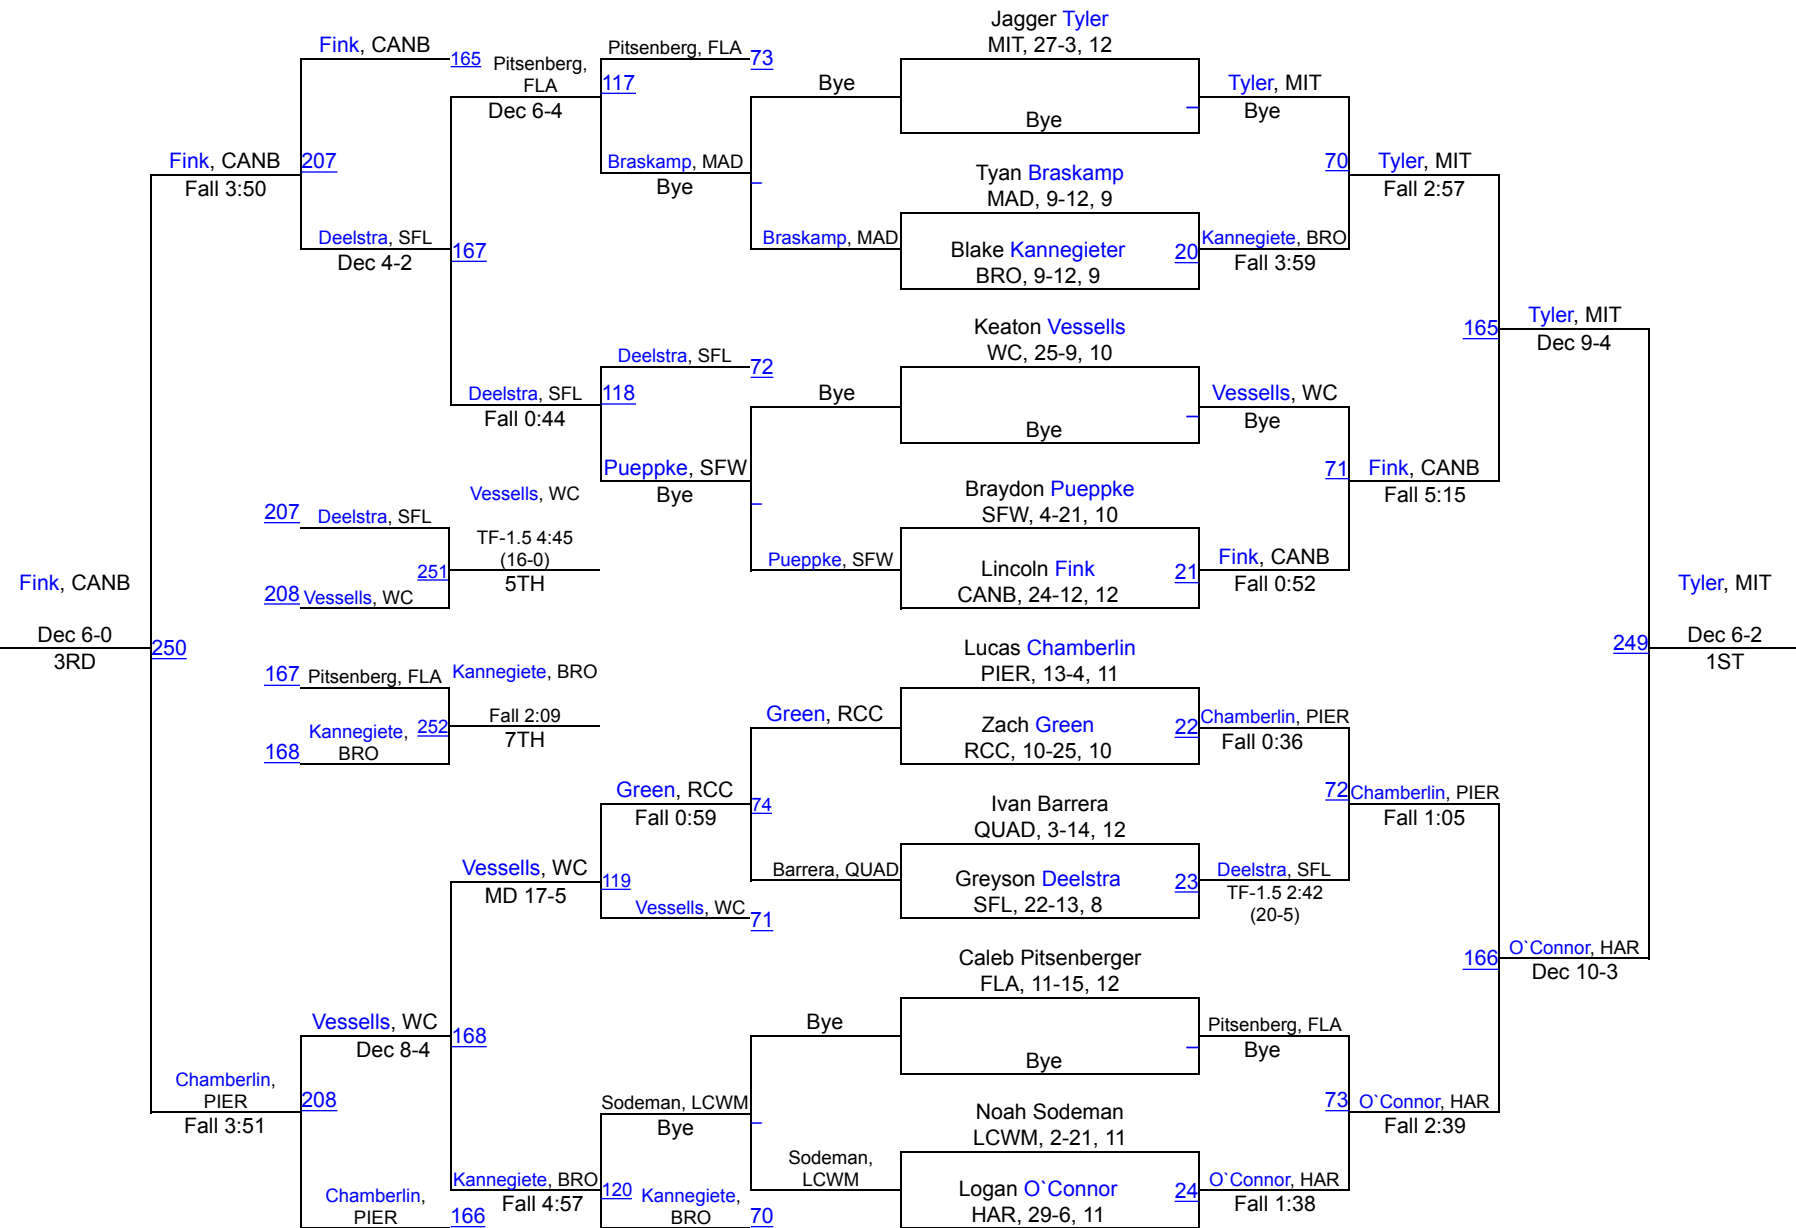 Jagger Tyler
MIT, 27-3, 12
Bye
Tyan Braskamp
MAD, 9-12, 9
Blake Kannegieter
BRO, 9-12, 9
20
Keaton Vessells
WC, 25-9, 10
Bye
Braydon Pueppke
SFW, 4-21, 10
Lincoln Fink
CANB, 24-12, 12
21
Lucas Chamberlin
PIER, 13-4, 11
Zach Green
RCC, 10-25, 10
22
Ivan Barrera
QUAD, 3-14, 12
Greyson Deelstra
SFL, 22-13, 8
23
Caleb Pitsenberger
FLA, 11-15, 12
Bye
Noah Sodeman
LCWM, 2-21, 11
Logan O`Connor
HAR, 29-6, 11
24
Tyler, MIT
Bye
70
Kannegiete, BRO
Fall 3:59
Vessells, WC
Bye
71
Fink, CANB
Fall 0:52
Chamberlin, PIER
Fall 0:36
72
Deelstra, SFL
TF-1.5 2:42
(20-5)
Pitsenberg, FLA
Bye
73
O`Connor, HAR
Fall 1:38
Tyler, MIT
Fall 2:57
165
Fink, CANB
Fall 5:15
Chamberlin, PIER
Fall 1:05
166
O`Connor, HAR
Fall 2:39
Tyler, MIT
Dec 9-4
249
O`Connor, HAR
Dec 10-3
Tyler, MIT
Dec 6-2
1ST
Bye
Braskamp, MAD
Bye
Pueppke, SFW
Green, RCC
74
Barrera, QUAD
Bye
Sodeman,
LCWM
Pitsenberg, FLA
73
117
Braskamp, MAD
Bye
Deelstra, SFL
72
118
Pueppke, SFW
Bye
Green, RCC
Fall 0:59
119
Vessells, WC
71
Sodeman, LCWM
Bye
120
Kannegiete,
BRO
70
Pitsenberg,
FLA
Dec 6-4
167
Deelstra, SFL
Fall 0:44
Vessells, WC
MD 17-5
168
Kannegiete, BRO
Fall 4:57
Fink, CANB
165
207
Deelstra, SFL
Dec 4-2
Vessells, WC
Dec 8-4
208
Chamberlin,
PIER
166
Fink, CANB
Fall 3:50
250
Chamberlin,
PIER
Fall 3:51
Fink, CANB
Dec 6-0
3RD
207
Deelstra, SFL
251
208
Vessells, WC
Vessells, WC
TF-1.5 4:45
(16-0)
5TH
167
Pitsenberg, FLA
252
168
Kannegiete,
BRO
Kannegiete, BRO
Fall 2:09
7TH